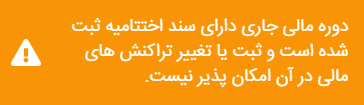 دوره مالی جاری دارای سند اختتامیه ثبت
شده است و ثبت یا تغییر تراکنش های
مالی در آن امکان پذیر نیست.